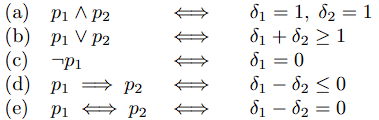 (a) p₁ ∧ p₂ ⟺ δ₁ = 1, δ₂ = 1
(b) p₁ ∨ p₂ ⟺ δ₁ + δ₂ ≥ 1
(c) ¬p₁ ⟺ δ₁ = 0
(d) p₁ ⟹ p₂ ⟺ δ₁ − δ₂ ≤ 0
(e) p₁ ⟺ p₂ ⟺ δ₁ − δ₂ = 0